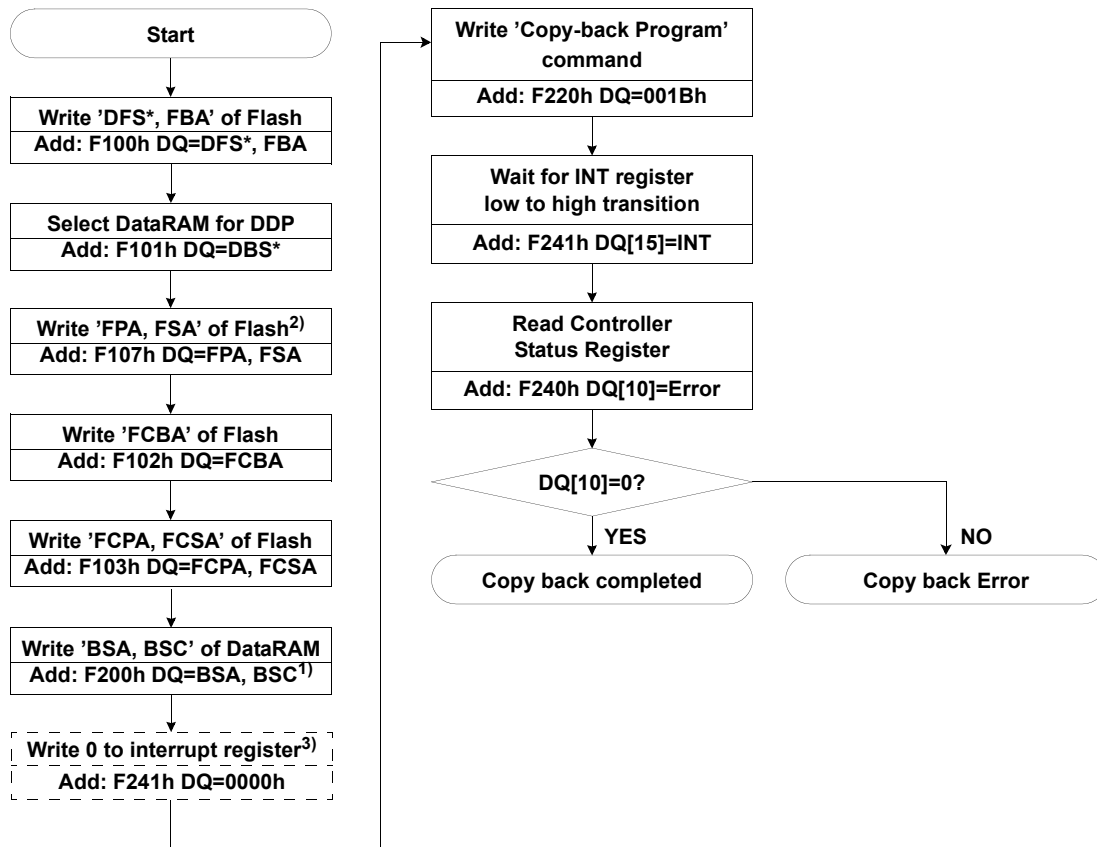 Start
Write ’DFS*, FBA’ of Flash
Add: F100h DQ=DFS*, FBA
Select DataRAM for DDP
Add: F101h DQ=DBS*
Write ’FPA, FSA’ of Flash2)
Add: F107h DQ=FPA, FSA
Write ’FCBA’ of Flash
Add: F102h DQ=FCBA
Write ’FCPA, FCSA’ of Flash
Add: F103h DQ=FCPA, FCSA
Write ’BSA, BSC’ of DataRAM
Add: F200h DQ=BSA, BSC1)
Write 0 to interrupt register3)
Add: F241h DQ=0000h
Write ’Copy-back Program’
command
Add: F220h DQ=001Bh
Wait for INT register
low to high transition
Add: F241h DQ[15]=INT
Read Controller
Status Register
Add: F240h DQ[10]=Error
DQ[10]=0?
YES
NO
Copy back completed
Copy back Error